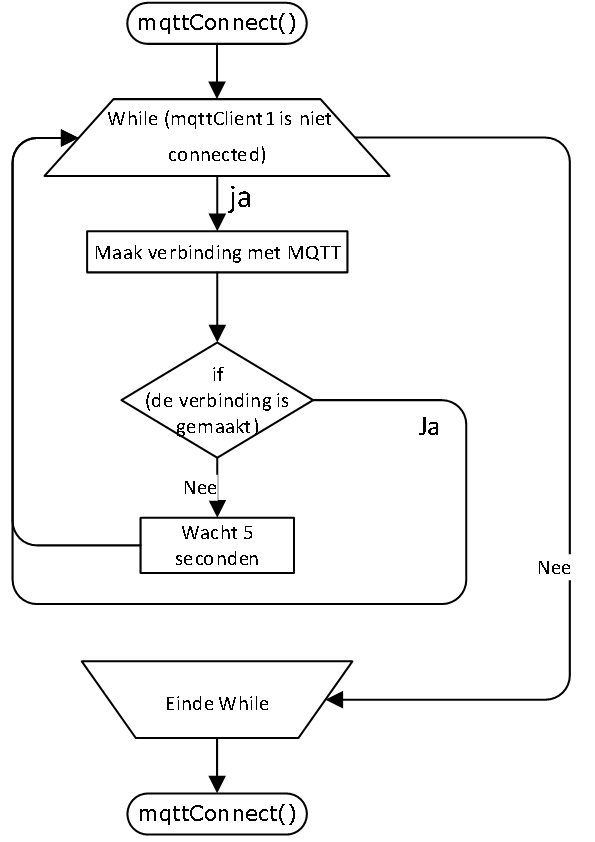 mqttConnect()
While (mqttClient1 is niet
connected)
ja
Maak verbinding met MQTT
if
(de verbinding is
gemaakt)
Ja
Nee
Wacht 5
seconden
Nee
Einde While
mqttConnect()